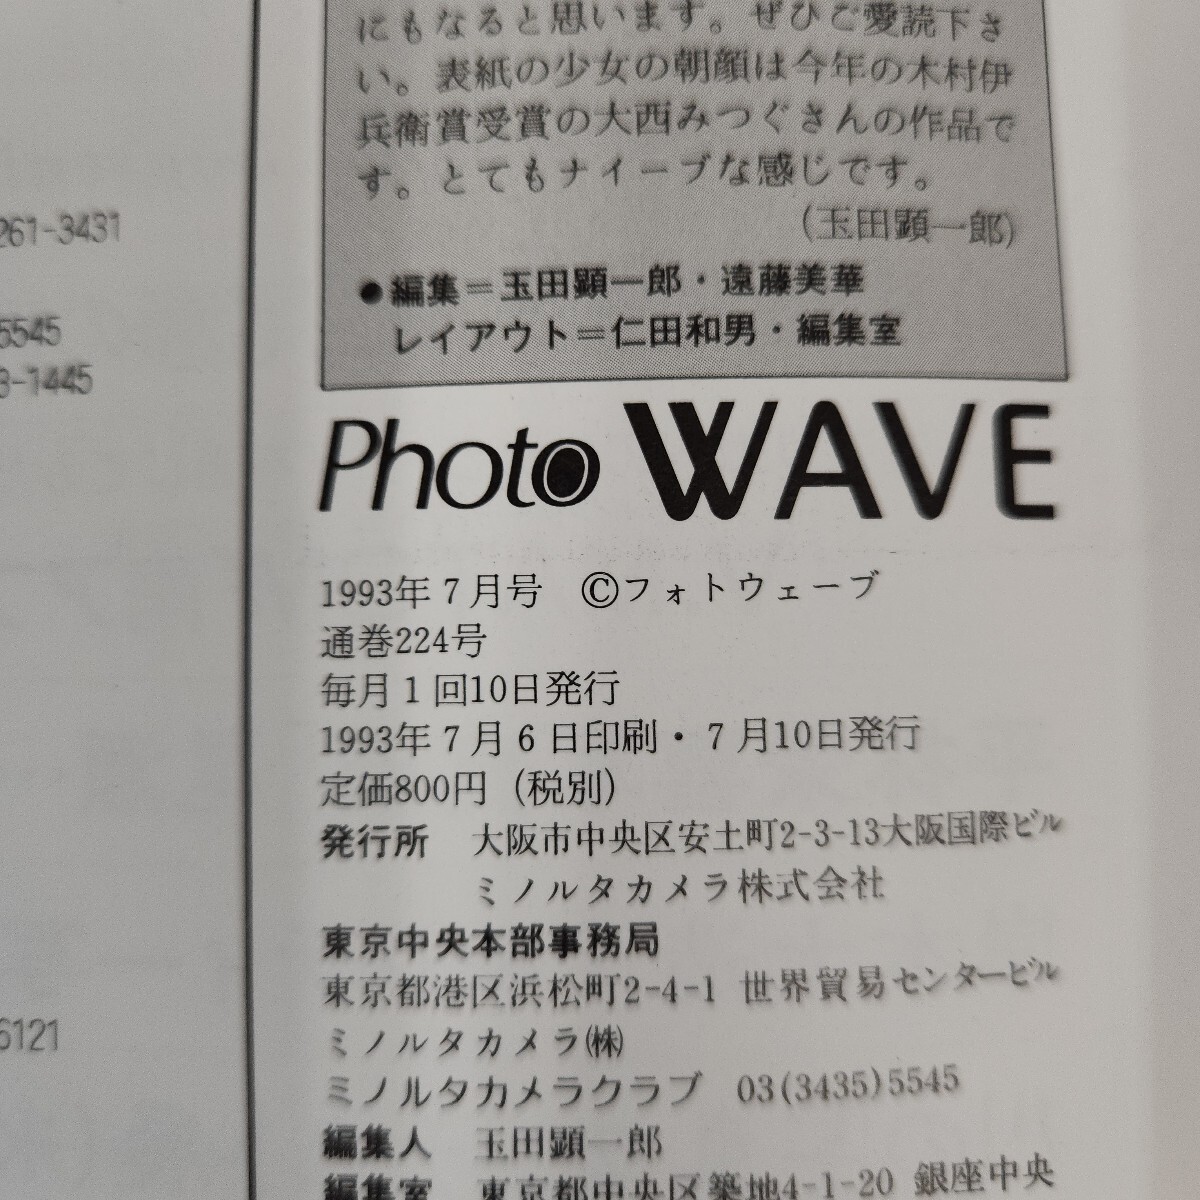 にもなると思います。ぜひご愛読下さ
い。表紙の少女の朝顔は今年の木村伊
兵衛賞受賞の大西みつぐさんの作品で
す。とてもナイーブな感じです。
(玉田顕一郎)
●編集＝玉田顕一郎・遠藤美華
レイアウト＝仁田和男・編集室
Photo WAVE
1993年7月号 ©フォトウェーブ
通巻224号
毎月1回10日発行
1993年7月6日印刷・7月10日発行
定価800円（税別）
発行所 大阪市中央区安土町2-3-13大阪国際ビル
ミノルタカメラ株式会社
東京中央本部事務局
東京都港区浜松町2-4-1 世界貿易センタービル
ミノルタカメラ㈱
ミノルタカメラクラブ 03(3435)5545
編集人 玉田顕一郎
編集室 東京都中央区築地4-1-20 銀座中央
261-3431
5545
3-1445
6121